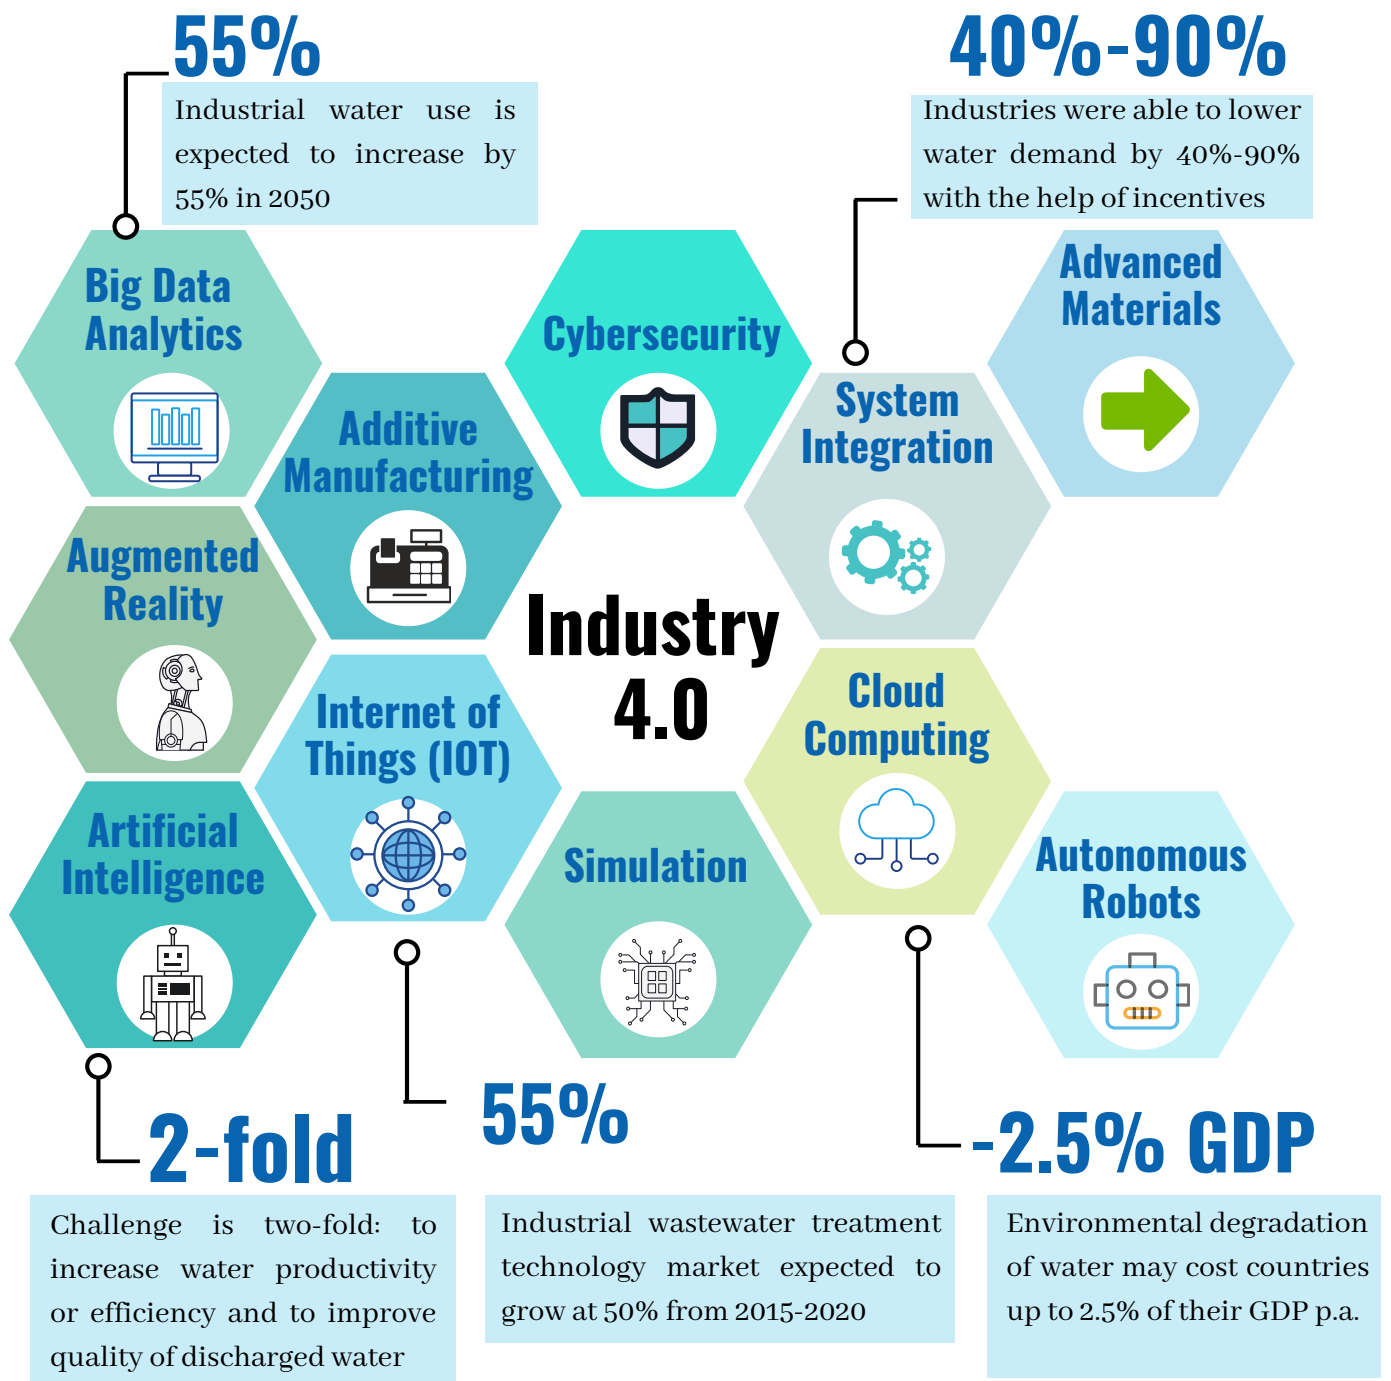 55%
Industrial water use is
expected to increase by
55% in 2050
40%-90%
Industries were able to lower
water demand by 40%-90%
with the help of incentives
Big Data
Analytics
Cybersecurity
Advanced
Materials
Additive
Manufacturing
System
Integration
Augmented
Reality
Industry
4.0
Internet of
Things (IOT)
Cloud
Computing
Artificial
Intelligence
Simulation
Autonomous
Robots
2-fold
Challenge is two-fold: to
increase water productivity
or efficiency and to improve
quality of discharged water
55%
Industrial wastewater treatment
technology market expected to
grow at 50% from 2015-2020
-2.5% GDP
Environmental degradation
of water may cost countries
up to 2.5% of their GDP p.a.